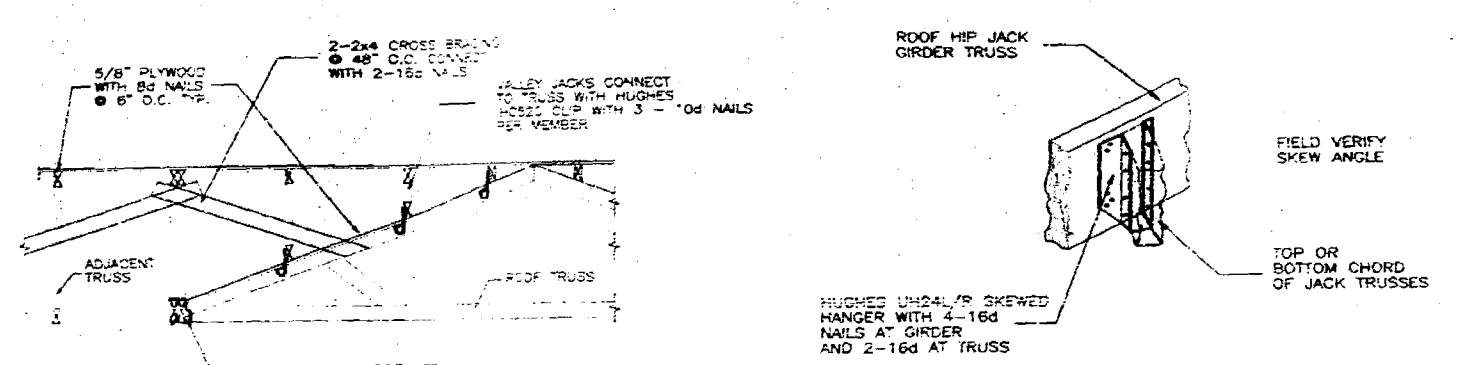 2-2x4 CROSS BRACING
@ 48" O.C. CONNECT
WITH 2-16d NAILS
5/8" PLYWOOD
WITH 8d NAILS
@ 6" O.C. TYP.
VALLEY JACKS CONNECT
TO TRUSS WITH HUGHES
CLIP WITH 3 - 10d NAILS
PER MEMBER
ADJACENT
TRUSS
ROOF TRUSS
ROOF HIP JACK
GIRDER TRUSS
FIELD VERIFY
SKEW ANGLE
TOP OR
BOTTOM CHORD
OF JACK TRUSSES
HUGHES UH24L/R SKEWED
HANGER WITH 4-16d
NAILS AT GIRDER
AND 2-16d AT TRUSS